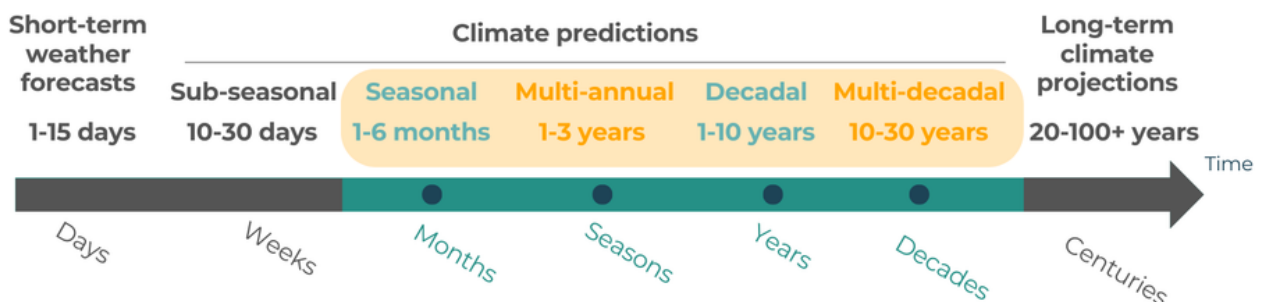 Short-term
weather
forecasts
1-15 days
Climate predictions
Sub-seasonal
10-30 days
Seasonal
1-6 months
Multi-annual
1-3 years
Decadal
1-10 years
Multi-decadal
10-30 years
Long-term
climate
projections
20-100+ years
Time
Days
Weeks
Months
Seasons
Years
Decades
Centuries